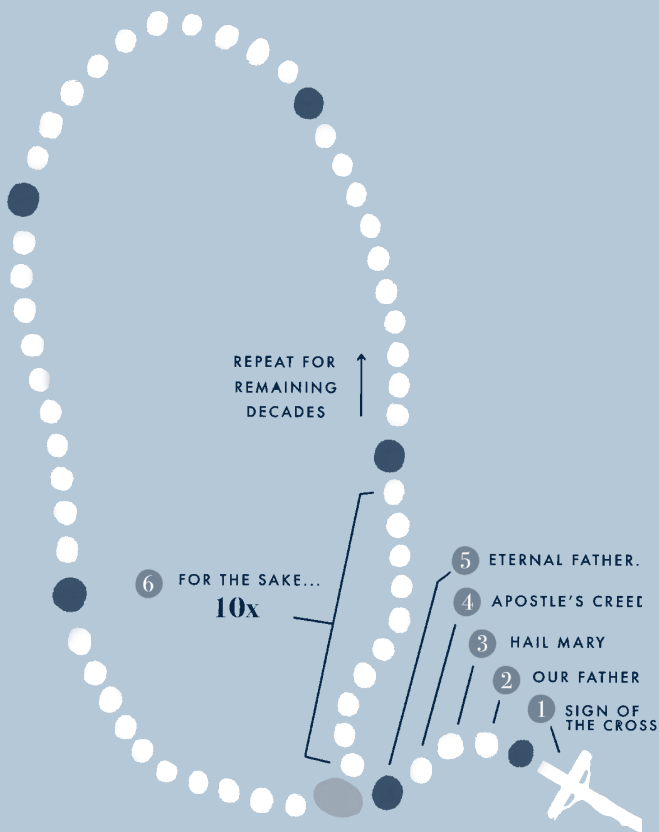 REPEAT FOR
REMAINING
DECADES
5 ETERNAL FATHER.
6 FOR THE SAKE...
10x
4 APOSTLE'S CREED
3 HAIL MARY
2 OUR FATHER
1 SIGN OF
THE CROSS